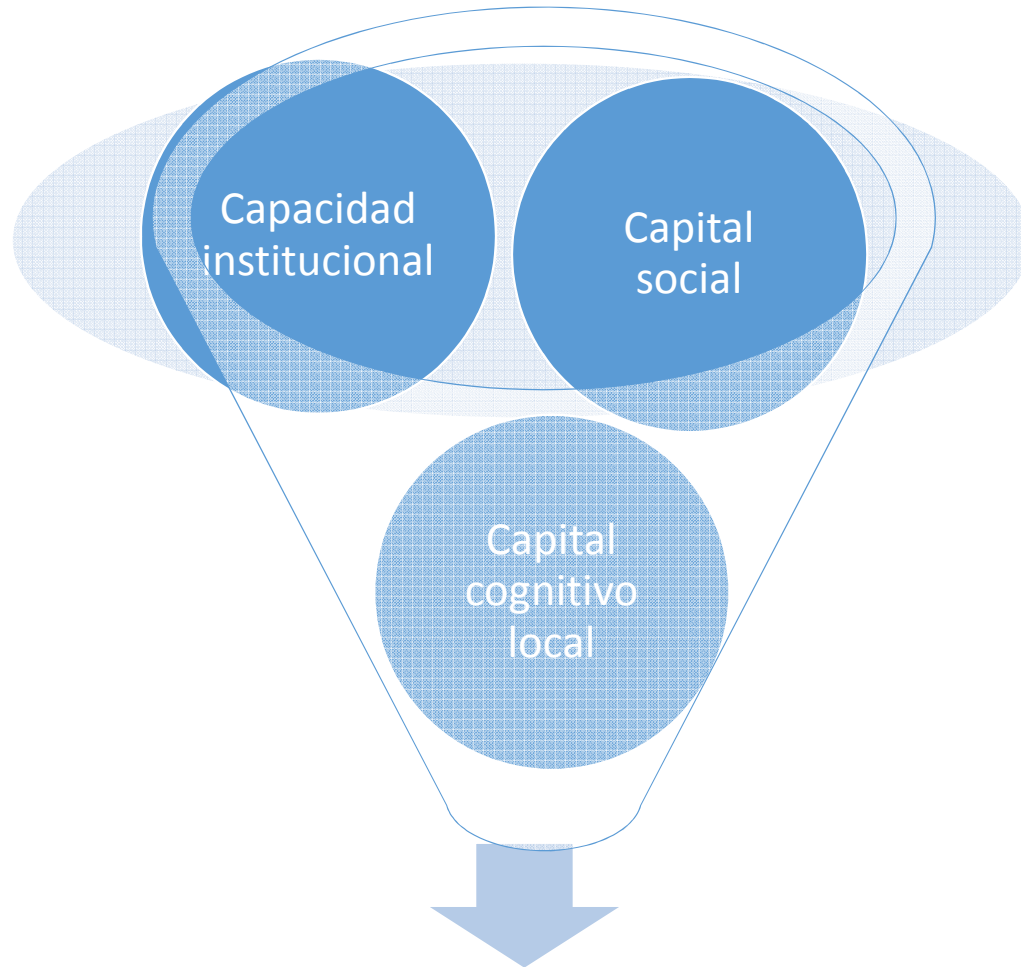 Capacidad
institucional
Capital
social
Capital
cognitivo
local